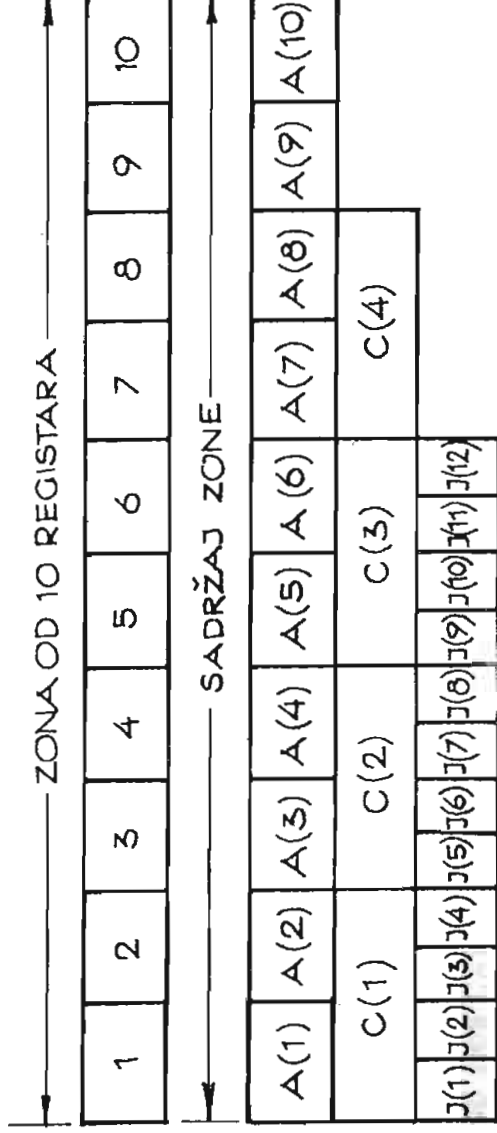 ZONA OD 10 REGISTARA
1 2 3 4 5 6 7 8 9 10
SADRŽAJ ZONE
A(1) A(2) A(3) A(4) A(5) A(6) A(7) A(8) A(9) A(10)
C(1) C(2) C(3) C(4)
J(1) J(2) J(3) J(4) J(5) J(6) J(7) J(8) J(9) J(10) J(11) J(12)